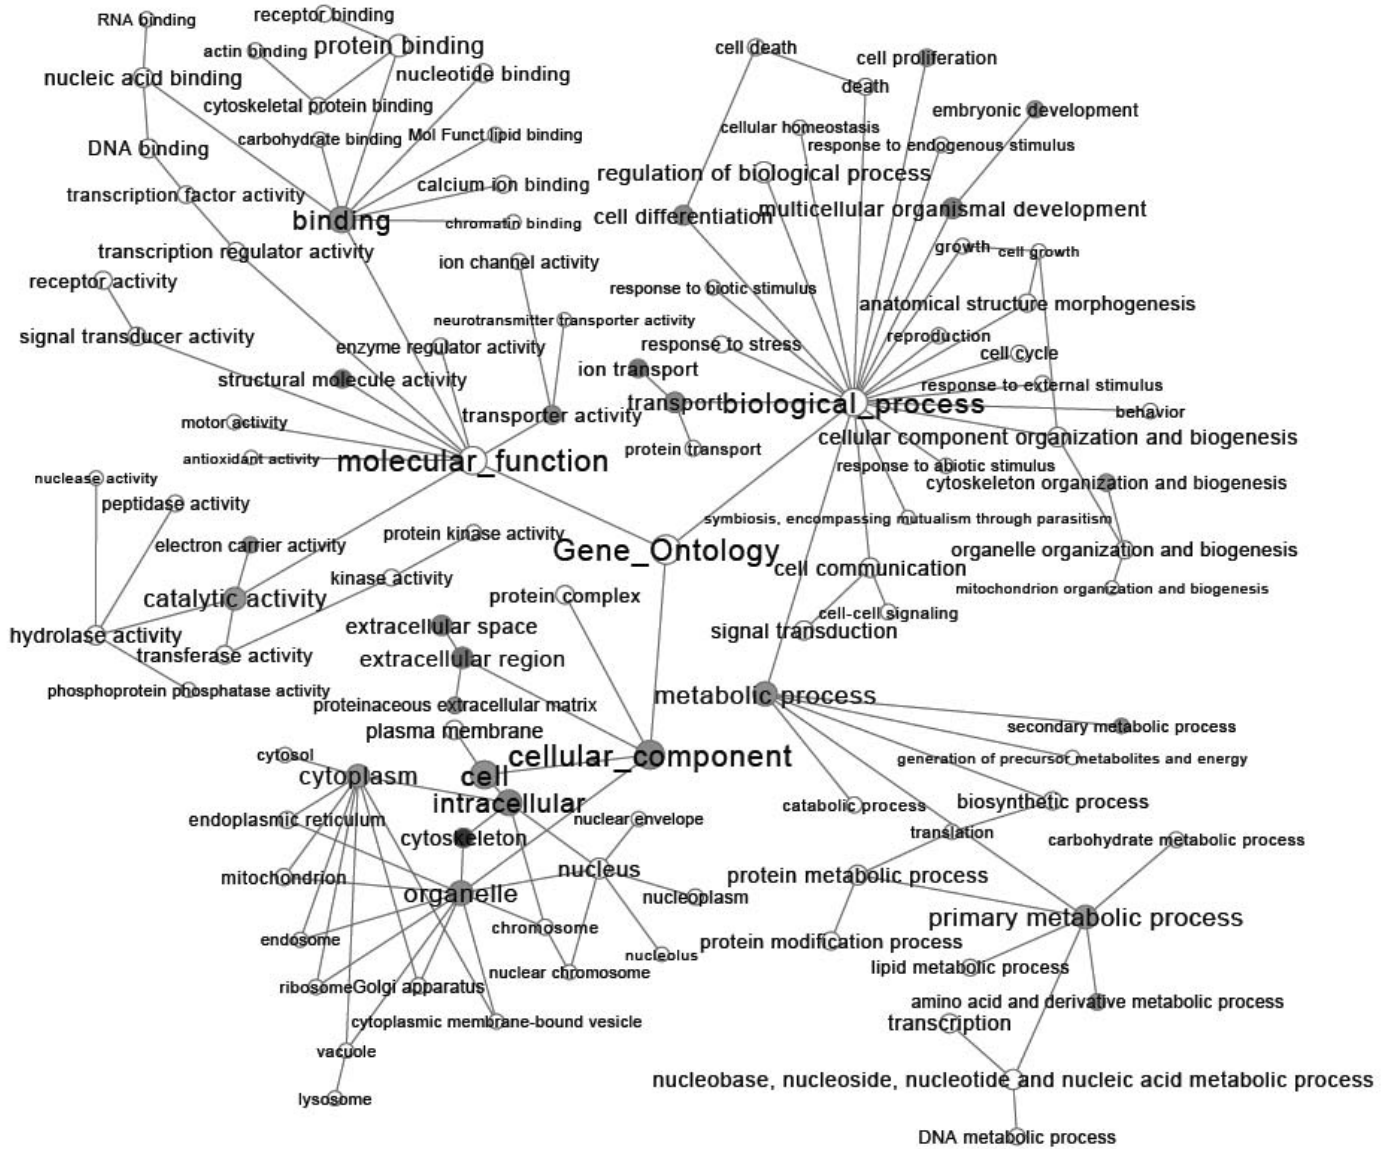 RNA binding
receptor binding
actin binding
protein binding
nucleic acid binding
nucleotide binding
cytoskeletal protein binding
carbohydrate binding
Mol Funct lipid binding
DNA binding
calcium ion binding
transcription factor activity
binding
chromatin binding
transcription regulator activity
ion channel activity
receptor activity
signal transducer activity
neurotransmitter transporter activity
enzyme regulator activity
structural molecule activity
transporter activity
motor activity
antioxidant activity
molecular_function
nuclease activity
peptidase activity
protein kinase activity
electron carrier activity
kinase activity
catalytic activity
hydrolase activity
transferase activity
phosphoprotein phosphatase activity
cell death
cell proliferation
death
embryonic development
cellular homeostasis
response to endogenous stimulus
regulation of biological process
cell differentiation
multicellular organismal development
growth
cell growth
response to biotic stimulus
anatomical structure morphogenesis
reproduction
response to stress
cell cycle
ion transport
response to external stimulus
transport
biological_process
behavior
cellular component organization and biogenesis
protein transport
response to abiotic stimulus
cytoskeleton organization and biogenesis
symbiosis, encompassing mutualism through parasitism
Gene_Ontology
organelle organization and biogenesis
cell communication
mitochondrion organization and biogenesis
cell-cell signaling
signal transduction
protein complex
extracellular space
extracellular region
proteinaceous extracellular matrix
plasma membrane
cytosol
cytoplasm
cell
cellular_component
intracellular
endoplasmic reticulum
nuclear envelope
cytoskeleton
mitochondrion
nucleus
organelle
nucleoplasm
chromosome
endosome
nucleolus
nuclear chromosome
ribosome
Golgi apparatus
cytoplasmic membrane-bound vesicle
vacuole
lysosome
metabolic process
secondary metabolic process
generation of precursor metabolites and energy
catabolic process
biosynthetic process
translation
carbohydrate metabolic process
protein metabolic process
primary metabolic process
protein modification process
lipid metabolic process
amino acid and derivative metabolic process
transcription
nucleobase, nucleoside, nucleotide and nucleic acid metabolic process
DNA metabolic process